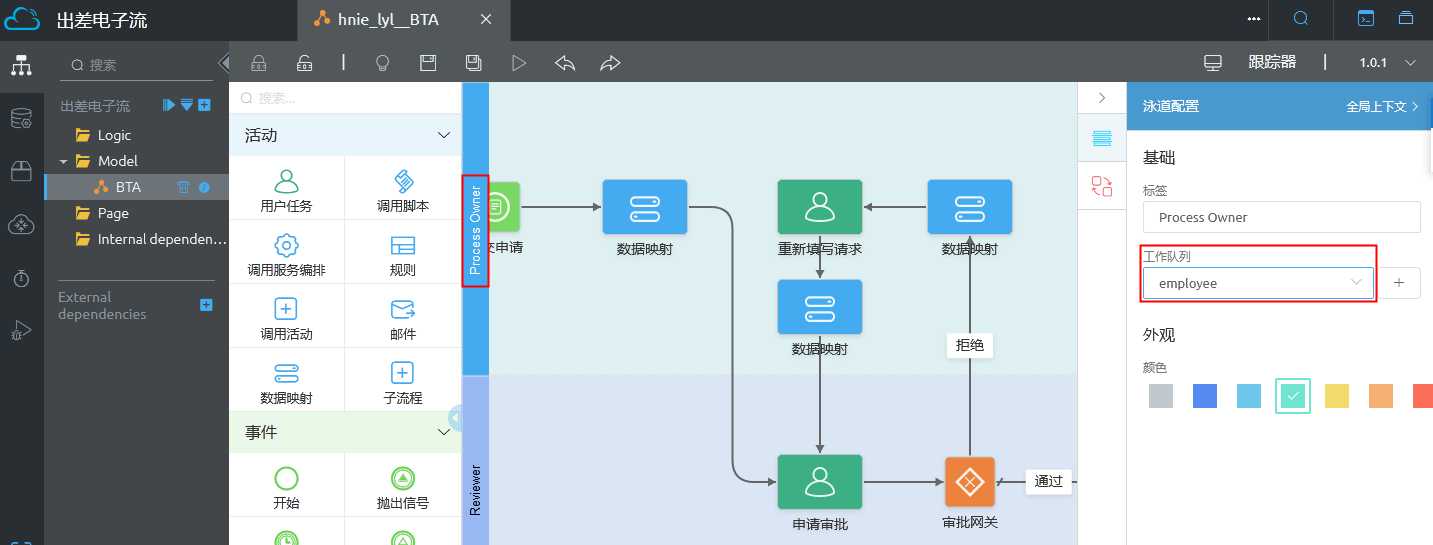 出差电子流
hnie_lyl__BTA
搜索
跟踪器
1.0.1
出差电子流
Logic
Model
BTA
Page
Internal dependen...
External
dependencies
搜索...
活动
用户任务
调用脚本
调用服务编排
规则
调用活动
邮件
数据映射
子流程
事件
开始
抛出信号
Process Owner
Reviewer
交申请
数据映射
重新填写请求
数据映射
数据映射
拒绝
申请审批
审批网关
通过
泳道配置
全局上下文
基础
标签
Process Owner
工作队列
employee
外观
颜色